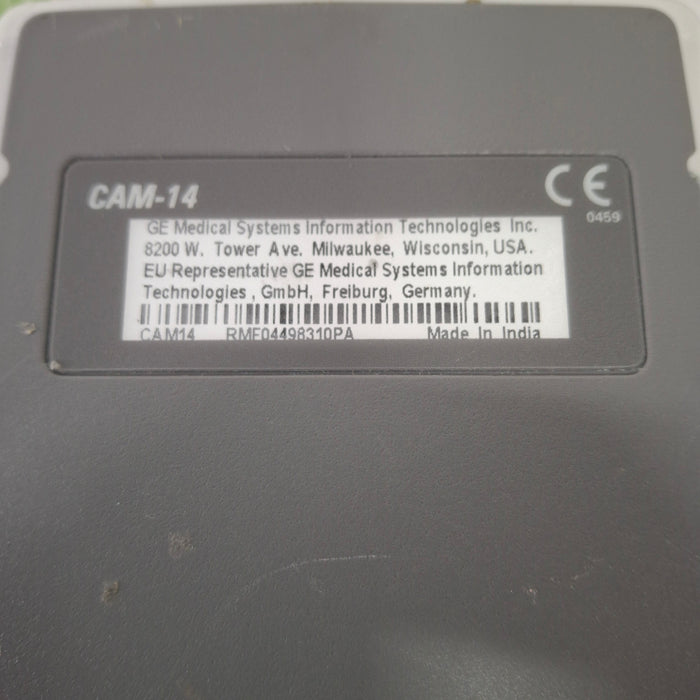 CAM-14
CE
0459
GE Medical Systems Information Technologies Inc.
8200 W. Tower Ave. Milwaukee, Wisconsin, USA.
EU Representative GE Medical Systems Information
Technologies, GmbH, Freiburg, Germany.
CAM14 RMF04498310PA Made In India